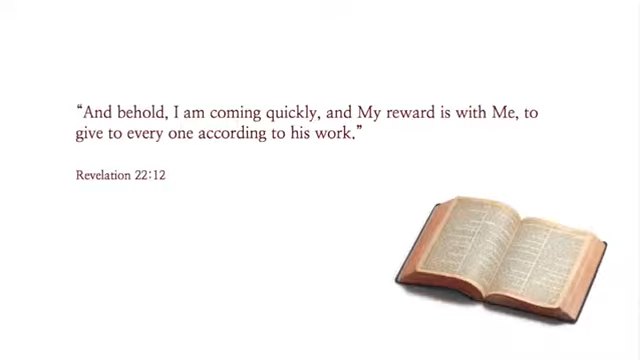 “And behold, I am coming quickly, and My reward is with Me, to
give to every one according to his work.”
Revelation 22:12